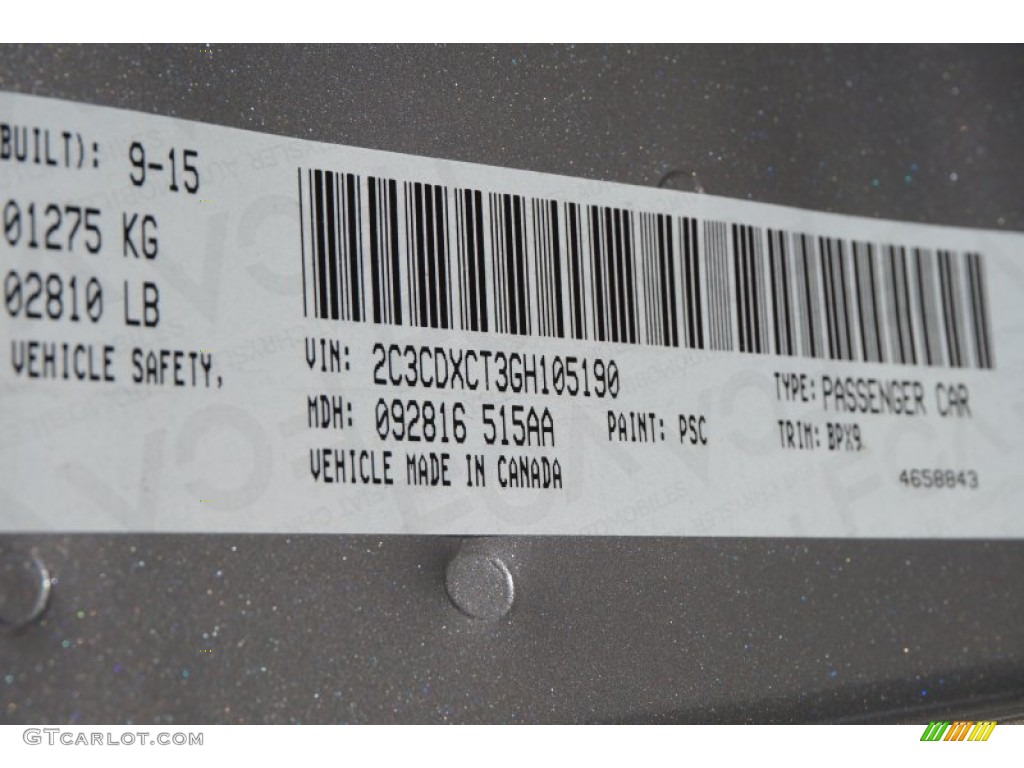 BUILT): 9-15
01275 KG
02810 LB
VEHICLE SAFETY,
VIN: 2C3CDXCT3GH105190
TYPE: PASSENGER CAR
MDH: 092816 515AA PAINT: PSC
TRIM: BPX9
VEHICLE MADE IN CANADA
4658843
GTCARLOT.COM